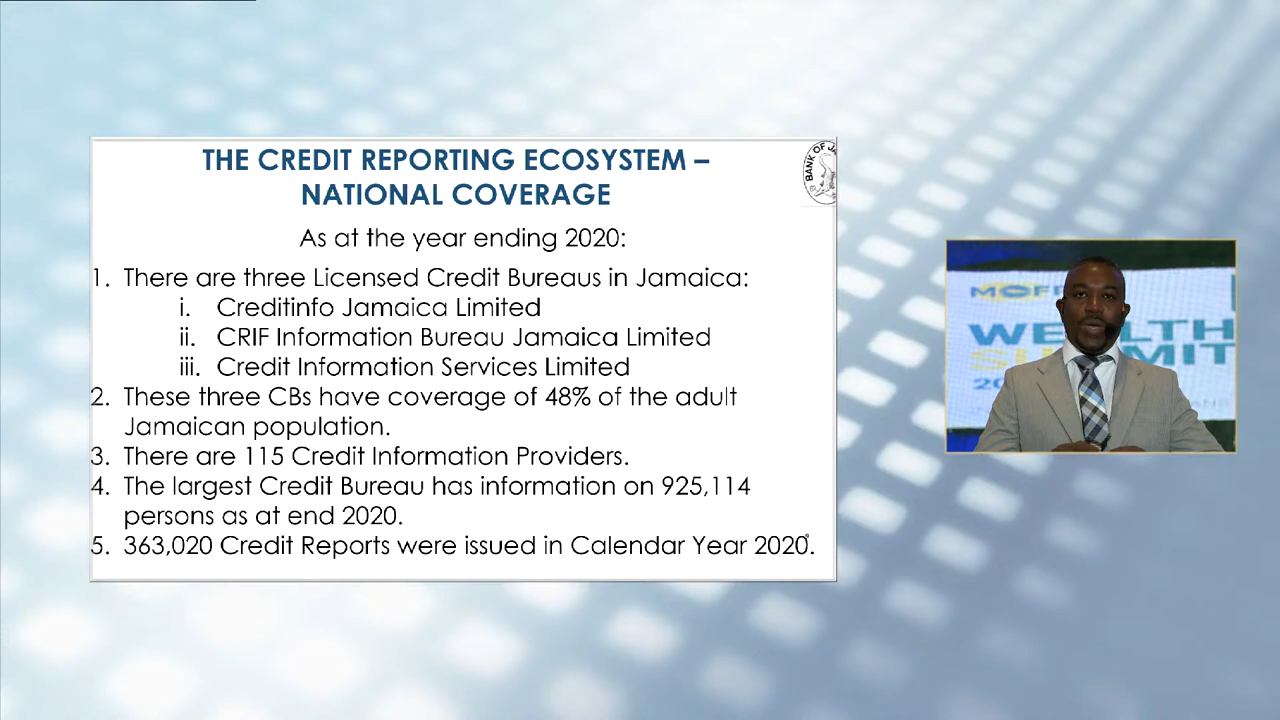 THE CREDIT REPORTING ECOSYSTEM –
NATIONAL COVERAGE
BANK OF JA
As at the year ending 2020:
1. There are three Licensed Credit Bureaus in Jamaica:
i. Creditinfo Jamaica Limited
ii. CRIF Information Bureau Jamaica Limited
iii. Credit Information Services Limited
2. These three CBs have coverage of 48% of the adult
Jamaican population.
3. There are 115 Credit Information Providers.
4. The largest Credit Bureau has information on 925,114
persons as at end 2020.
5. 363,020 Credit Reports were issued in Calendar Year 2020.